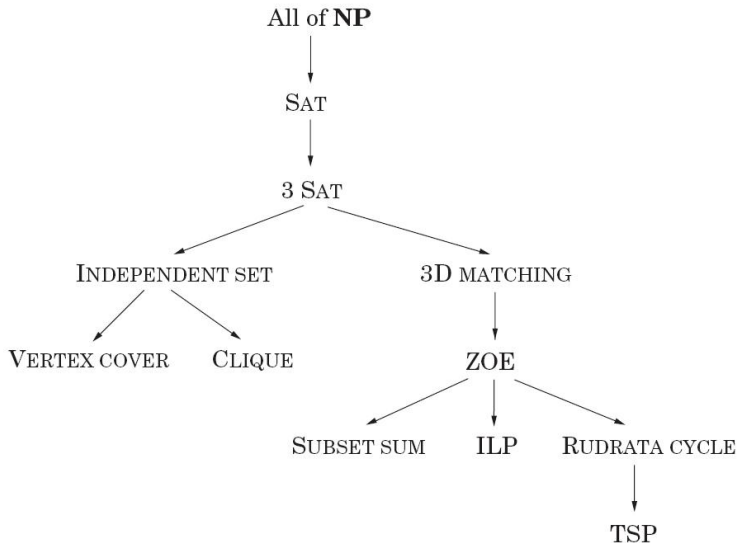 All of NP
SAT
3 SAT
INDEPENDENT SET
3D MATCHING
VERTEX COVER
CLIQUE
ZOE
SUBSET SUM
ILP
RUDRATA CYCLE
TSP